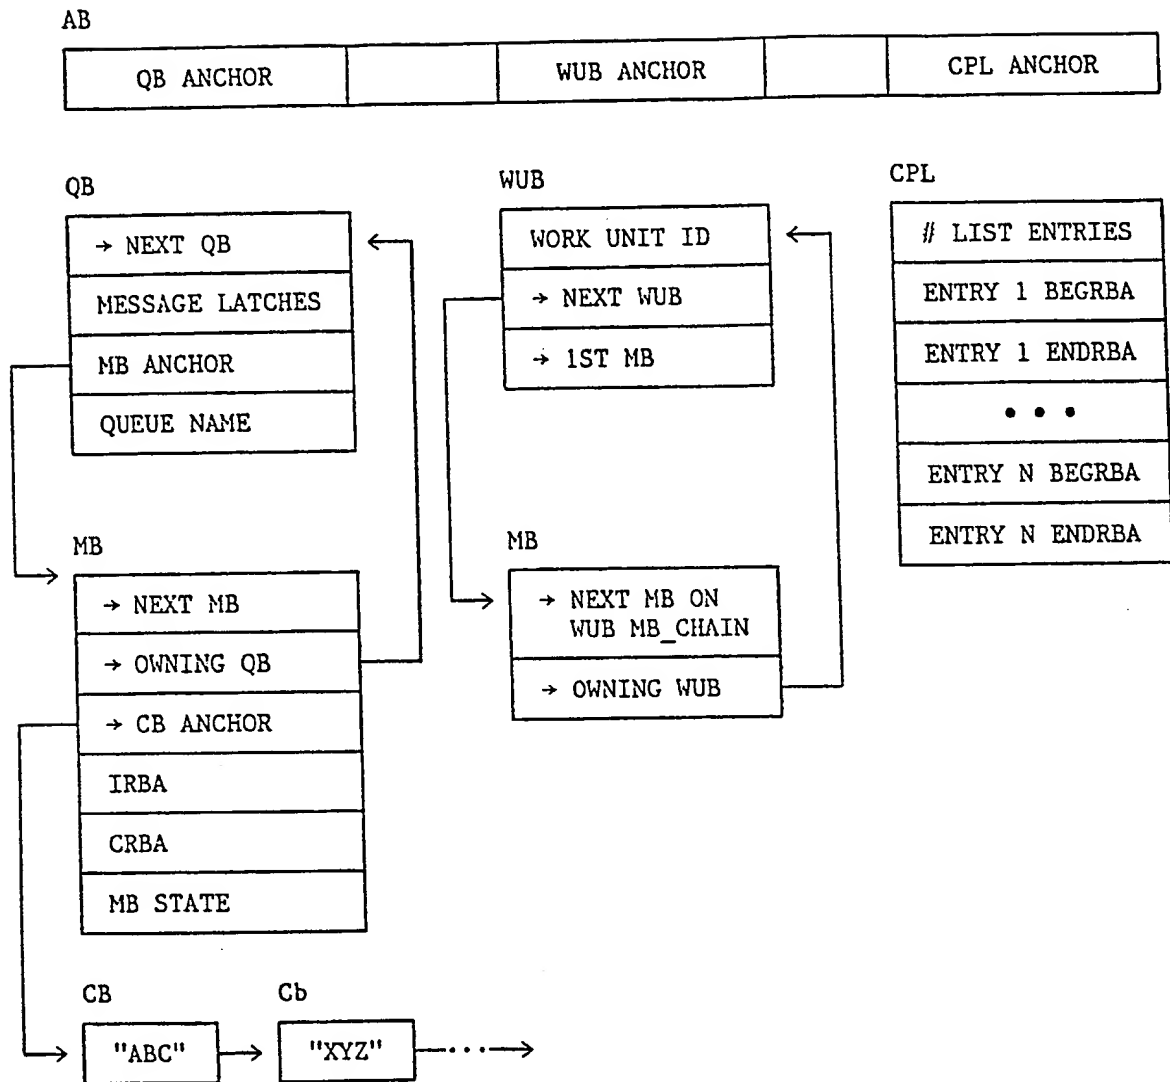 AB
QB ANCHOR
WUB ANCHOR
CPL ANCHOR
QB
→ NEXT QB
MESSAGE LATCHES
MB ANCHOR
QUEUE NAME
WUB
WORK UNIT ID
→ NEXT WUB
→ 1ST MB
CPL
# LIST ENTRIES
ENTRY 1 BEGRBA
ENTRY 1 ENDRBA
• • •
ENTRY N BEGRBA
ENTRY N ENDRBA
MB
→ NEXT MB
→ OWNING QB
→ CB ANCHOR
IRBA
CRBA
MB STATE
MB
→ NEXT MB ON
WUB MB_CHAIN
→ OWNING WUB
CB
"ABC"
Cb
"XYZ"